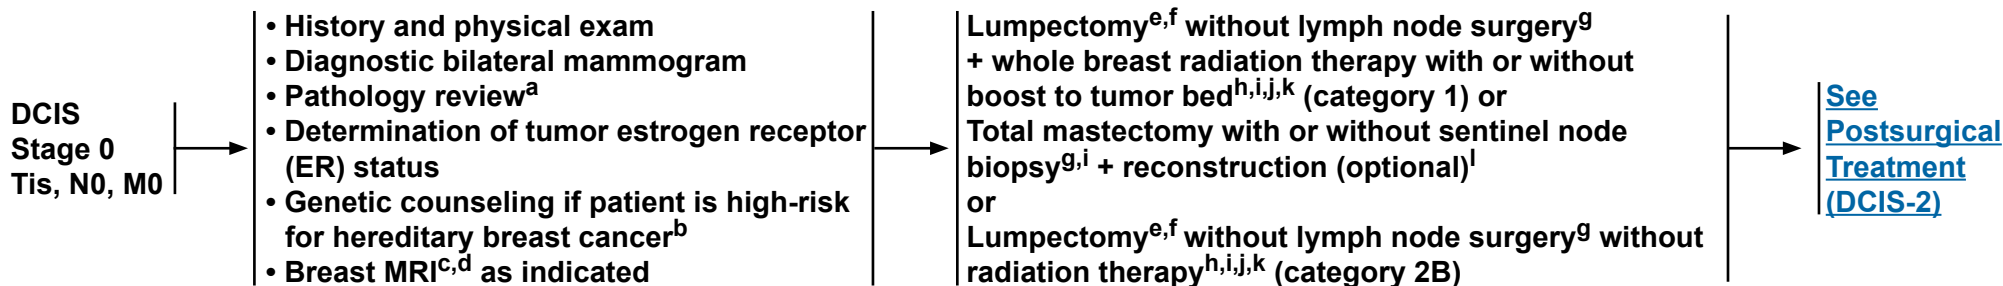 DCIS
Stage 0
Tis, N0, M0
• History and physical exam
• Diagnostic bilateral mammogram
• Pathology reviewᵃ
• Determination of tumor estrogen receptor
(ER) status
• Genetic counseling if patient is high-risk
for hereditary breast cancerᵇ
• Breast MRIᶜ,ᵈ as indicated
Lumpectomyᵉ,ᶠ without lymph node surgeryᵍ
+ whole breast radiation therapy with or without
boost to tumor bedʰ,ⁱ,ʲ,ᵏ (category 1) or
Total mastectomy with or without sentinel node
biopsyᵍ,ⁱ + reconstruction (optional)ˡ
or
Lumpectomyᵉ,ᶠ without lymph node surgeryᵍ without
radiation therapyʰ,ⁱ,ʲ,ᵏ (category 2B)
See
Postsurgical
Treatment
(DCIS-2)